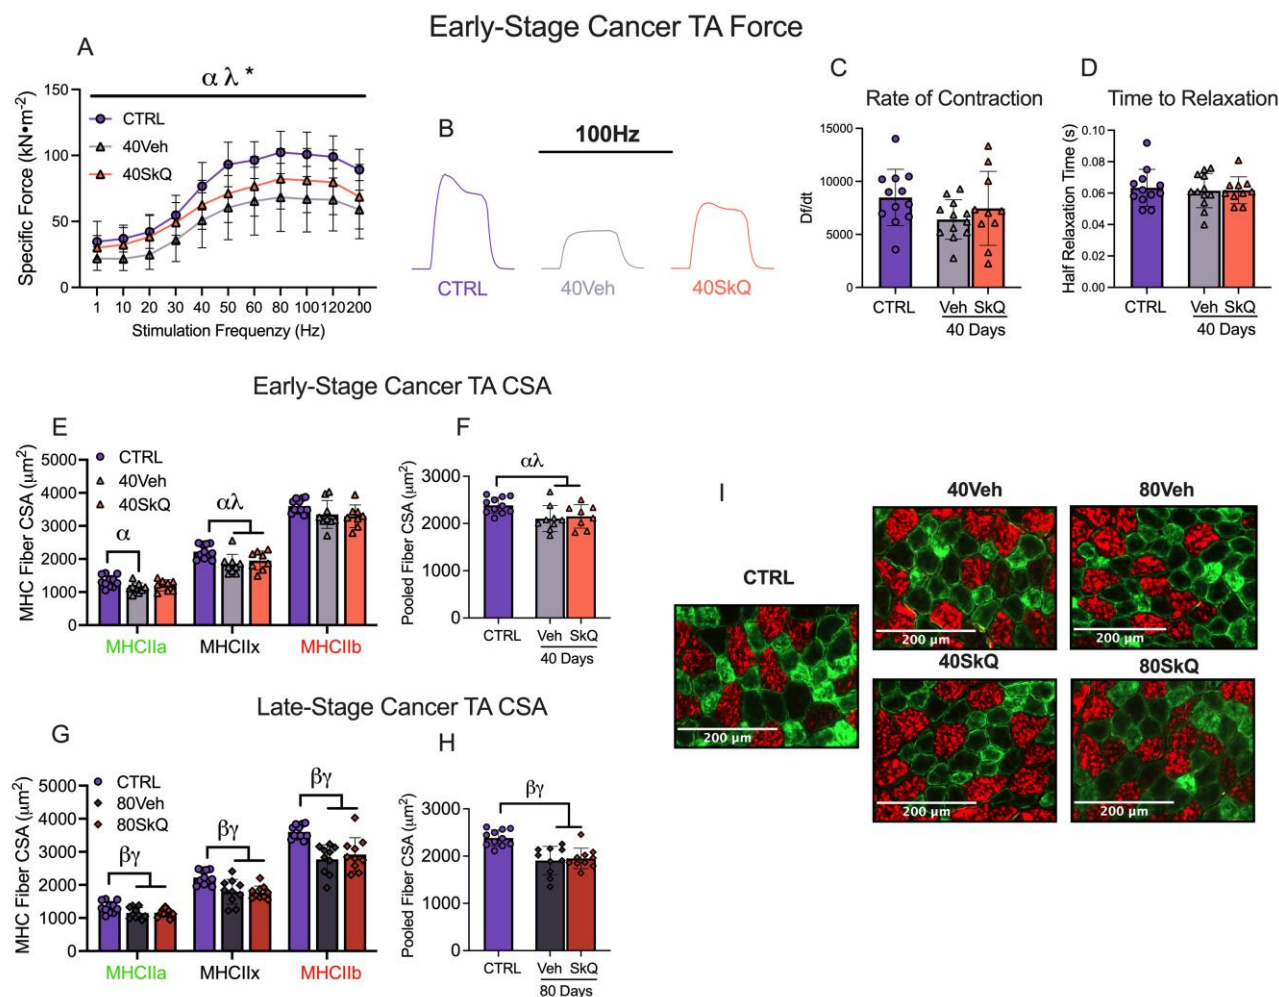 Early-Stage Cancer TA Force
A
α λ *
Specific Force (kN•m-2)
150
100
50
0
CTRL
40Veh
40SkQ
1 10 20 30 40 50 60 80 100 120 200
Stimulation Frequenzy (Hz)
B
100Hz
CTRL
40Veh
40SkQ
C
Rate of Contraction
Df/dt
15000
10000
5000
0
CTRL
Veh SkQ
40 Days
D
Time to Relaxation
Half Relaxation Time (s)
0.10
0.08
0.06
0.04
0.02
0.00
CTRL
Veh SkQ
40 Days
Early-Stage Cancer TA CSA
E
MHC Fiber CSA (μm2)
5000
4000
3000
2000
1000
0
CTRL
40Veh
40SkQ
α
αλ
MHCIIa MHCIIx MHCIIb
F
Pooled Fiber CSA (μm2)
3000
2000
1000
0
αλ
CTRL
Veh SkQ
40 Days
Late-Stage Cancer TA CSA
G
MHC Fiber CSA (μm2)
5000
4000
3000
2000
1000
0
CTRL
80Veh
80SkQ
βγ
βγ
βγ
MHCIIa MHCIIx MHCIIb
H
Pooled Fiber CSA (μm2)
3000
2000
1000
0
βγ
CTRL
Veh SkQ
80 Days
I
CTRL
200 μm
40Veh
200 μm
80Veh
200 μm
40SkQ
200 μm
80SkQ
200 μm